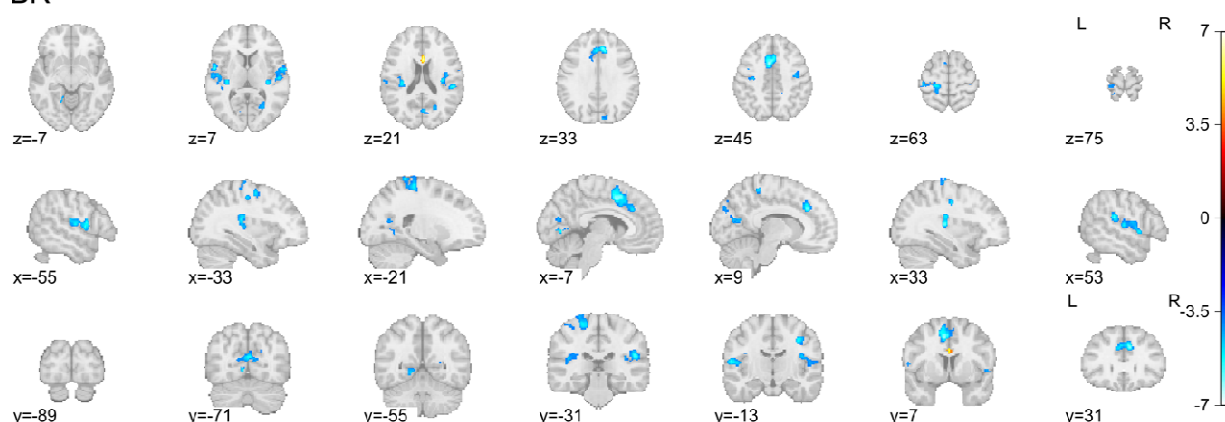 L R 7
z=-7 z=7 z=21 z=33 z=45 z=63 z=75
3.5
0
x=-55 x=-33 x=-21 x=-7 x=9 x=33 x=53
L R -3.5
y=-89 y=-71 y=-55 y=-31 y=-13 y=7 y=31 -7